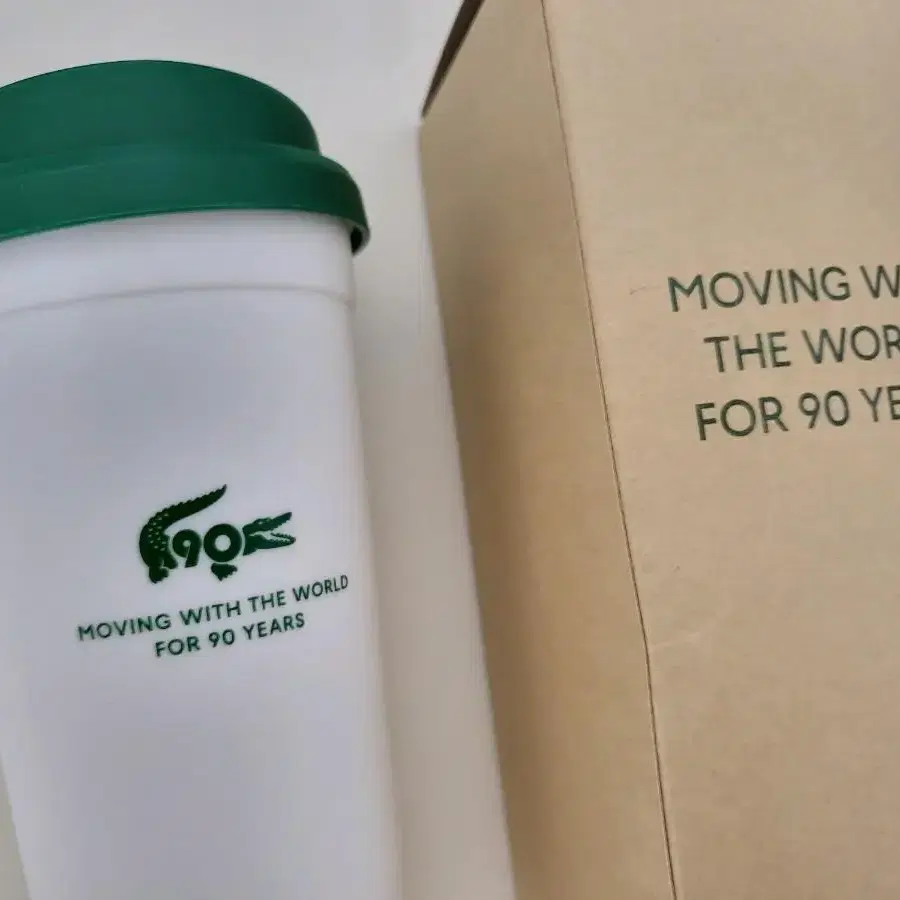 90
MOVING WITH THE WORLD
FOR 90 YEARS
MOVING W
THE WOR
FOR 90 YE